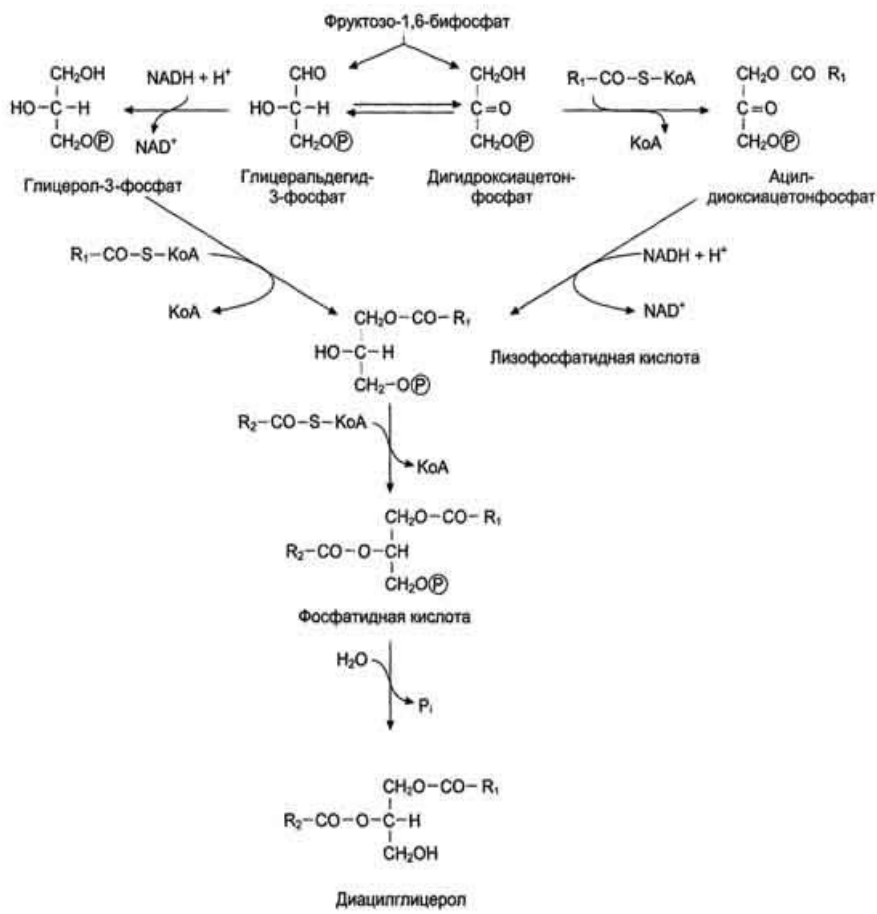 Фруктозо-1,6-бифосфат
CH₂OH
HO–C–H
CH₂OⓅ
NADH + H⁺
NAD⁺
CHO
HO–C–H
CH₂OⓅ
CH₂OH
C=O
CH₂OⓅ
R₁–CO–S–KoA
KoA
CH₂O CO R₁
C=O
CH₂OⓅ
Глицерол-3-фосфат
Глицеральдегид-
3-фосфат
Дигидроксиацетон-
фосфат
Ацил-
диоксиацетонфосфат
R₁–CO–S–KoA
KoA
NADH + H⁺
NAD⁺
CH₂O–CO–R₁
HO–C–H
CH₂–OⓅ
Лизофосфатидная кислота
R₂–CO–S–KoA
KoA
CH₂O–CO–R₁
R₂–CO–O–CH
CH₂OⓅ
Фосфатидная кислота
H₂O
Pᵢ
CH₂O–CO–R₁
R₂–CO–O–C–H
CH₂OH
Диацилглицерол